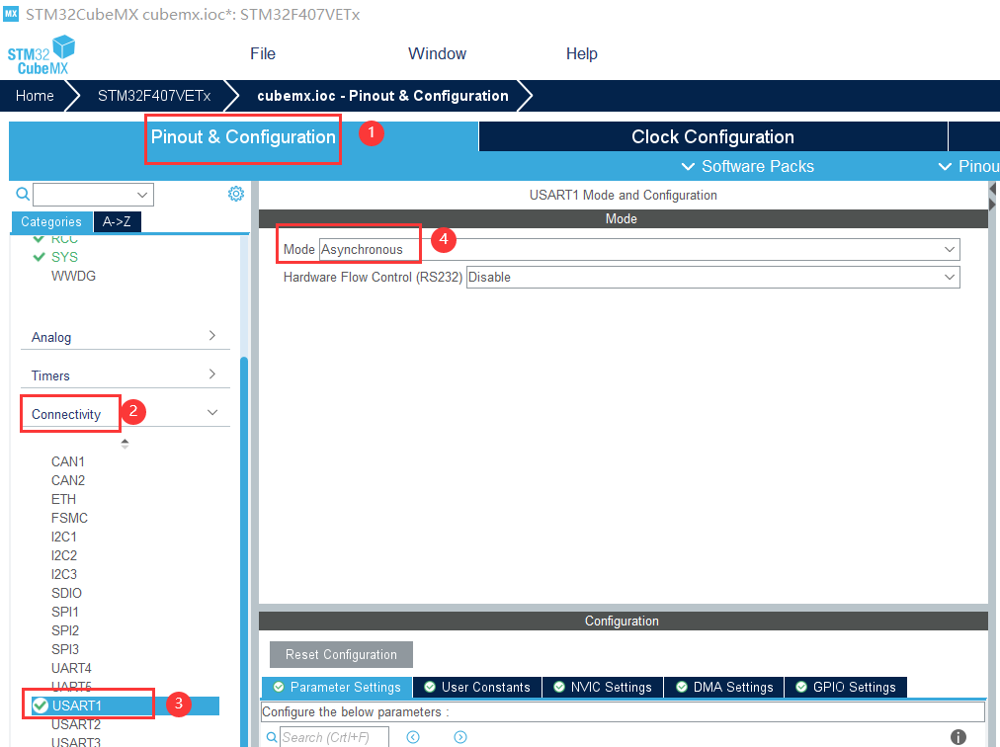 MX STM32CubeMX cubemx.ioc*: STM32F407VETx
STM32
CubeMX
File Window Help
Home STM32F407VETx cubemx.ioc - Pinout & Configuration
Pinout & Configuration 1 Clock Configuration
Software Packs Pinou
USART1 Mode and Configuration
Categories A->Z
Mode
RCC
SYS
WWDG
Analog
Timers
Connectivity 2
CAN1
CAN2
ETH
FSMC
I2C1
I2C2
I2C3
SDIO
SPI1
SPI2
SPI3
UART4
UART5
USART1 3
USART2
USART3
Mode Asynchronous 4
Hardware Flow Control (RS232) Disable
Configuration
Reset Configuration
Parameter Settings User Constants NVIC Settings DMA Settings GPIO Settings
Configure the below parameters :
Search (Crtl+F)